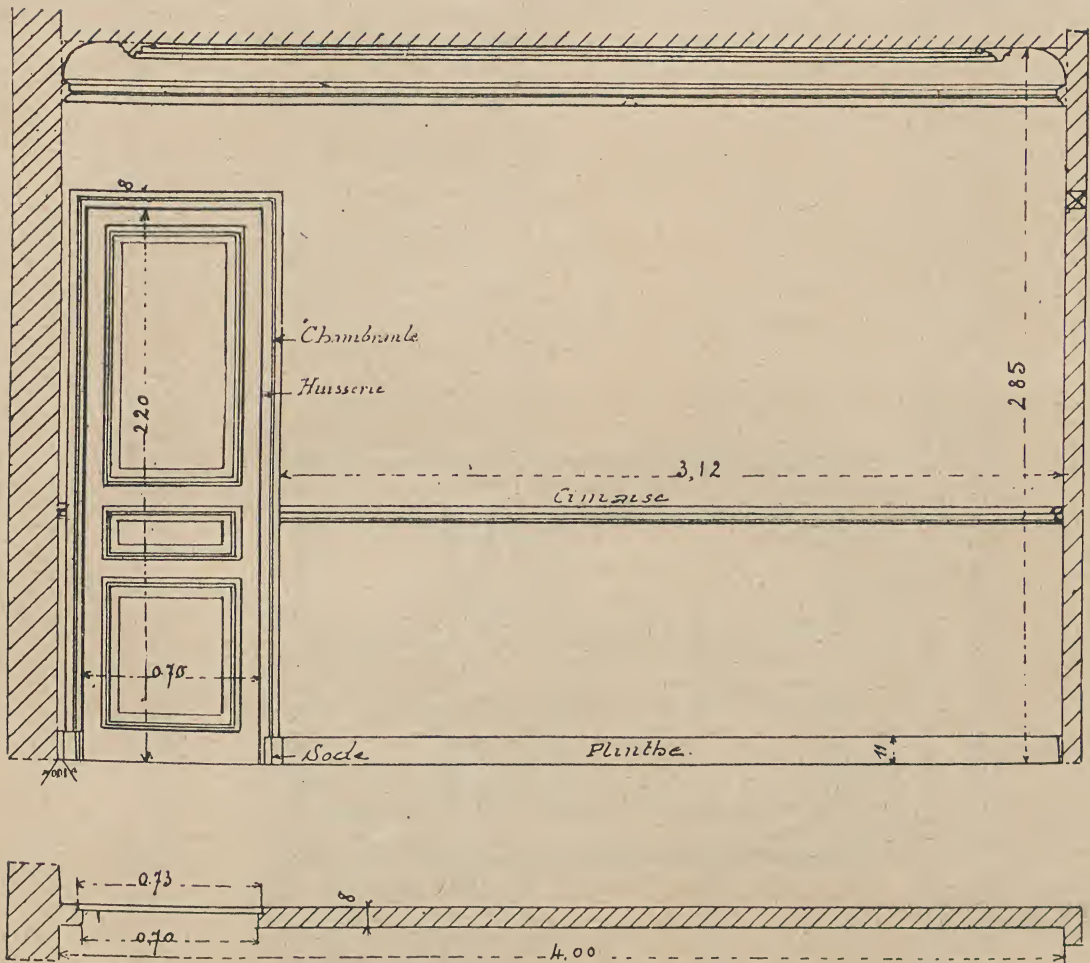 8
Chambranle
Huisserie
220
285
3,12
Cimaise
0.70
Socle
Plinthe.
11
0.73
8
0.70
4.00